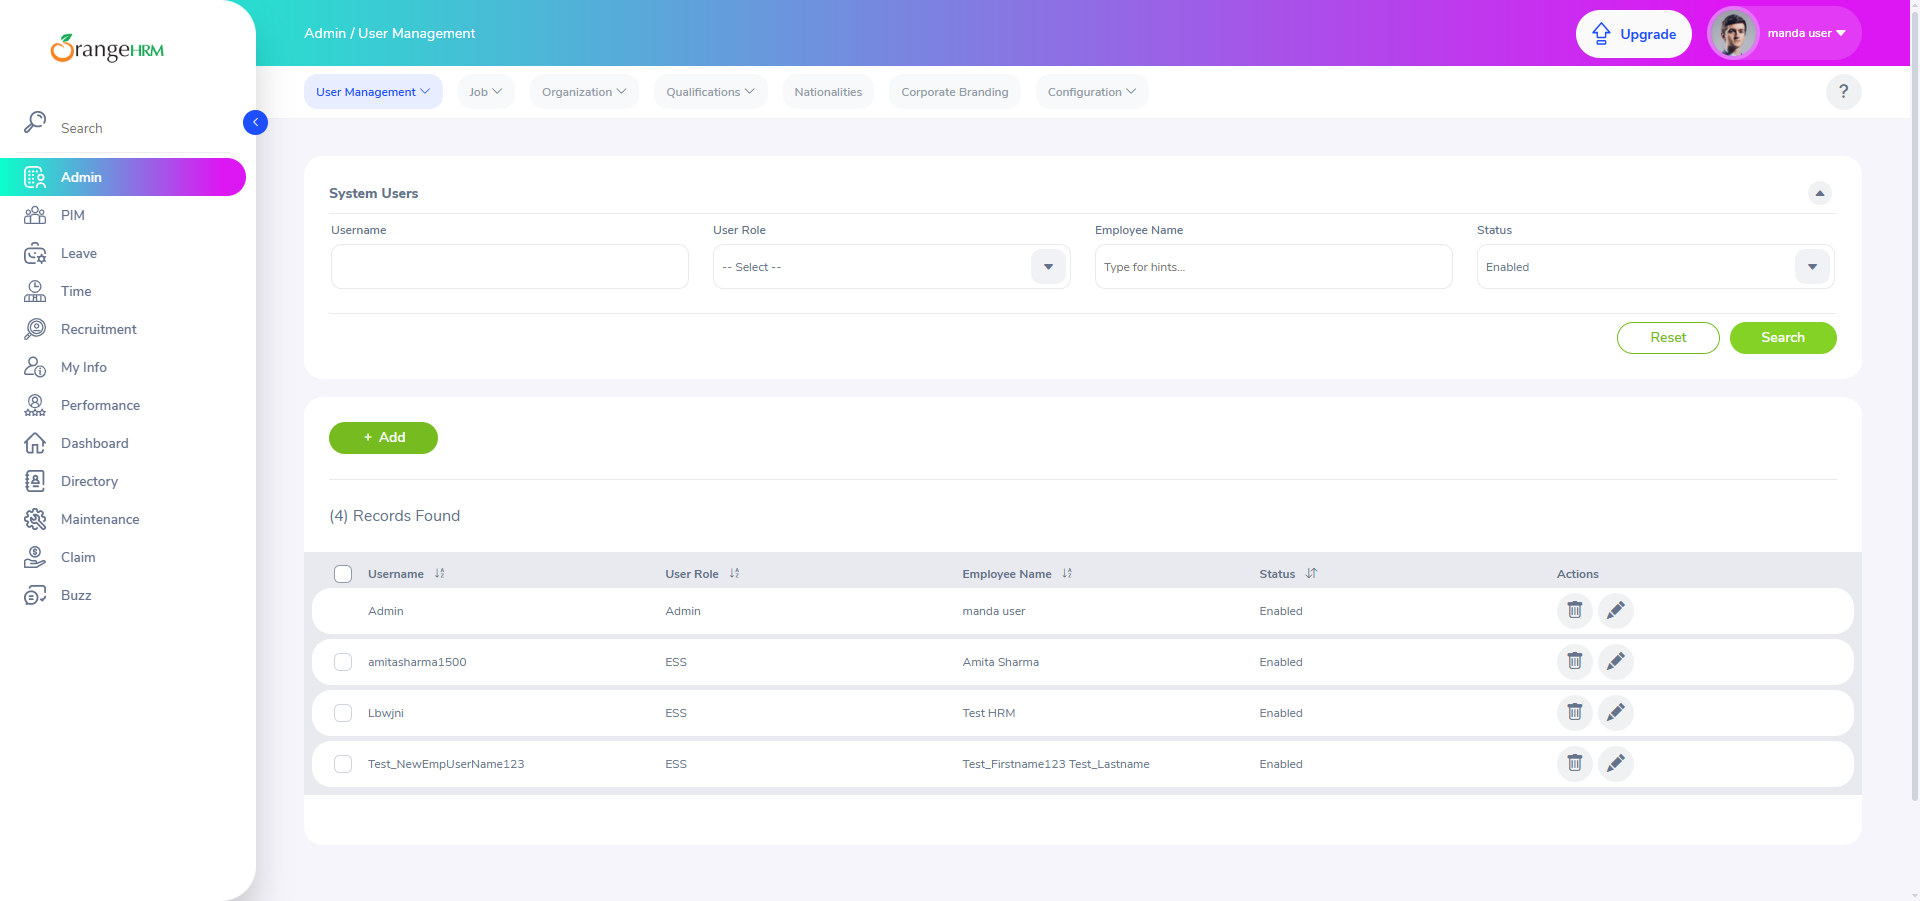 OrangeHRM
Admin / User Management
Upgrade
manda user
User Management
Job
Organization
Qualifications
Nationalities
Corporate Branding
Configuration
?
Search
Admin
PIM
Leave
Time
Recruitment
My Info
Performance
Dashboard
Directory
Maintenance
Claim
Buzz
System Users
Username User Role Employee Name Status
-- Select -- Type for hints... Enabled
Reset Search
+ Add
(4) Records Found
Username User Role Employee Name Status Actions
Admin Admin manda user Enabled
amitasharma1500 ESS Amita Sharma Enabled
Lbwjni ESS Test HRM Enabled
Test_NewEmpUserName123 ESS Test_Firstname123 Test_Lastname Enabled